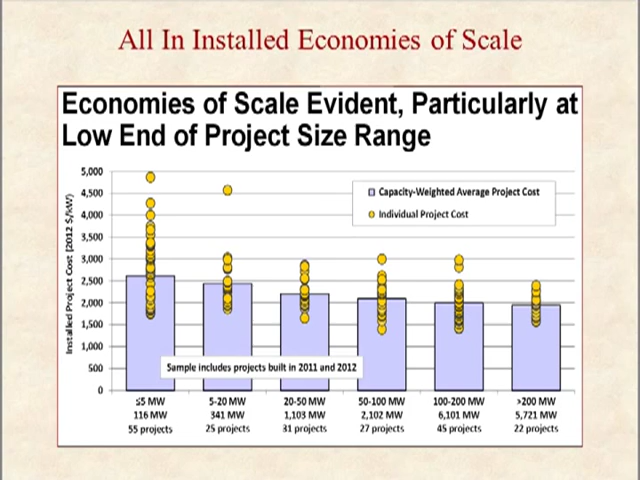 All In Installed Economies of Scale
Economies of Scale Evident, Particularly at
Low End of Project Size Range
Installed Project Cost (2012 $/kW)
5,000
4,500
4,000
3,500
3,000
2,500
2,000
1,500
1,000
500
0
Capacity-Weighted Average Project Cost
Individual Project Cost
Sample includes projects built in 2011 and 2012
≤5 MW 5-20 MW 20-50 MW 50-100 MW 100-200 MW >200 MW
116 MW 341 MW 1,103 MW 2,102 MW 6,101 MW 5,721 MW
55 projects 25 projects 31 projects 27 projects 45 projects 22 projects